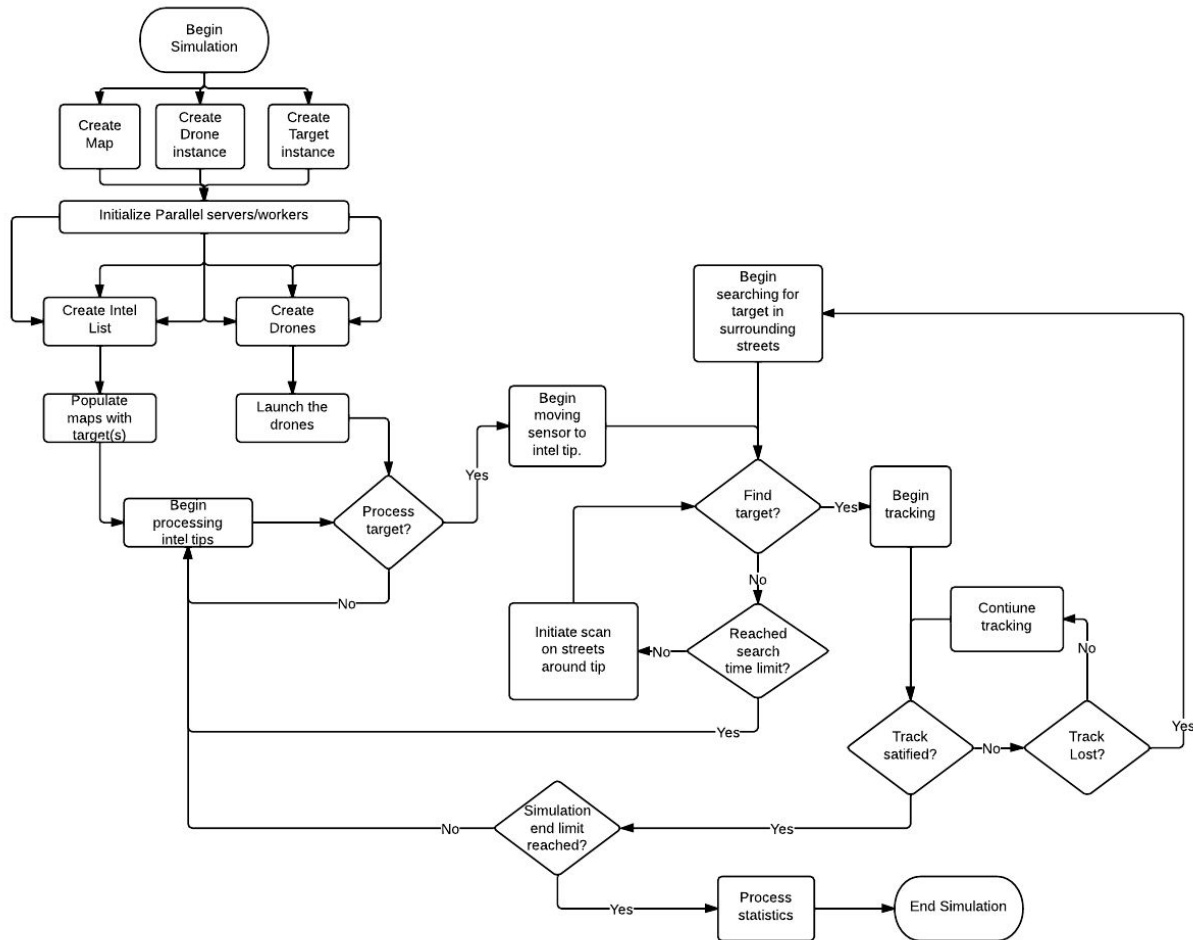 Begin
Simulation
Create
Map
Create
Drone
instance
Create
Target
instance
Initialize Parallel servers/workers
Create Intel
List
Create
Drones
Begin
searching for
target in
surrounding
streets
Populate
maps with
target(s)
Launch the
drones
Begin
moving
sensor to
intel tip.
Yes
Begin
processing
intel tips
Process
target?
No
Find
target?
Yes
Begin
tracking
No
Initiate scan
on streets
around tip
No
Reached
search
time limit?
Yes
Contiune
tracking
No
Track
satified?
No
Track
Lost?
Yes
Simulation
end limit
reached?
No
Yes
Yes
Process
statistics
End Simulation